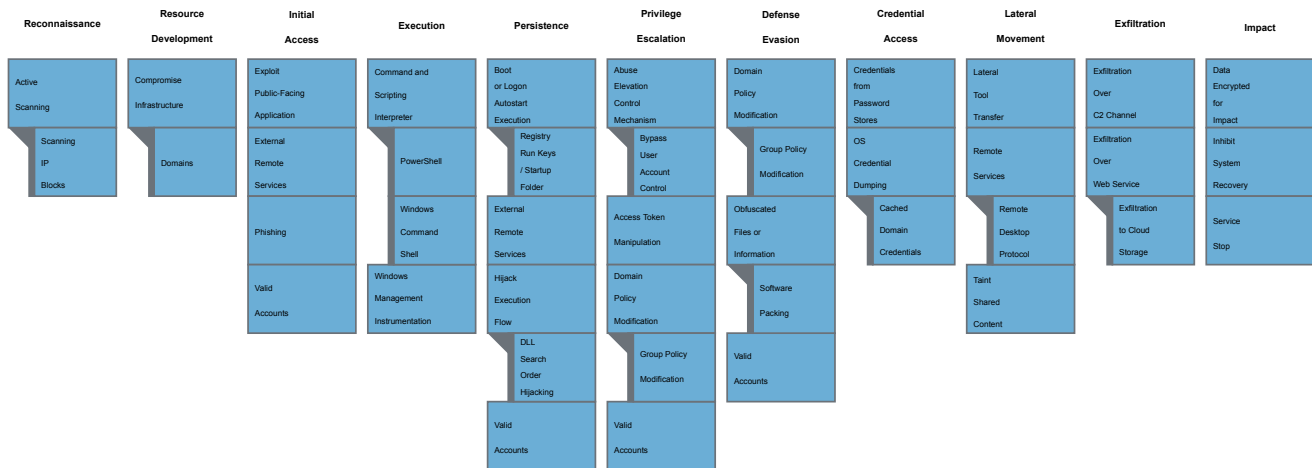 Reconnaissance
Active
Scanning
Scanning
IP
Blocks
Resource
Development
Compromise
Infrastructure
Domains
Initial
Access
Exploit
Public-Facing
Application
External
Remote
Services
Phishing
Valid
Accounts
Execution
Command and
Scripting
Interpreter
PowerShell
Windows
Command
Shell
Windows
Management
Instrumentation
Persistence
Boot
or Logon
Autostart
Execution
Registry
Run Keys
/ Startup
Folder
External
Remote
Services
Hijack
Execution
Flow
DLL
Search
Order
Hijacking
Valid
Accounts
Privilege
Escalation
Abuse
Elevation
Control
Mechanism
Bypass
User
Account
Control
Access Token
Manipulation
Domain
Policy
Modification
Group Policy
Modification
Valid
Accounts
Defense
Evasion
Domain
Policy
Modification
Group Policy
Modification
Obfuscated
Files or
Information
Software
Packing
Valid
Accounts
Credential
Access
Credentials
from
Password
Stores
OS
Credential
Dumping
Cached
Domain
Credentials
Lateral
Movement
Lateral
Tool
Transfer
Remote
Services
Remote
Desktop
Protocol
Taint
Shared
Content
Exfiltration
Exfiltration
Over
C2 Channel
Exfiltration
Over
Web Service
Exfiltration
to Cloud
Storage
Impact
Data
Encrypted
for
Impact
Inhibit
System
Recovery
Service
Stop